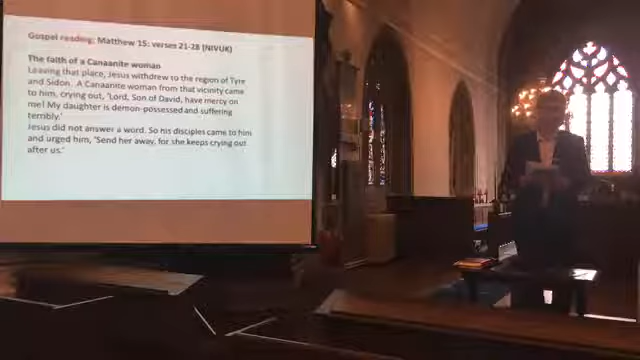 Gospel reading: Matthew 15: verses 21-28 (NIVUK)
The faith of a Canaanite woman
Leaving that place, Jesus withdrew to the region of Tyre
and Sidon. A Canaanite woman from that vicinity came
to him, crying out, 'Lord, Son of David, have mercy on
me! My daughter is demon-possessed and suffering
terribly.'
Jesus did not answer a word. So his disciples came to him
and urged him, 'Send her away, for she keeps crying out
after us.'